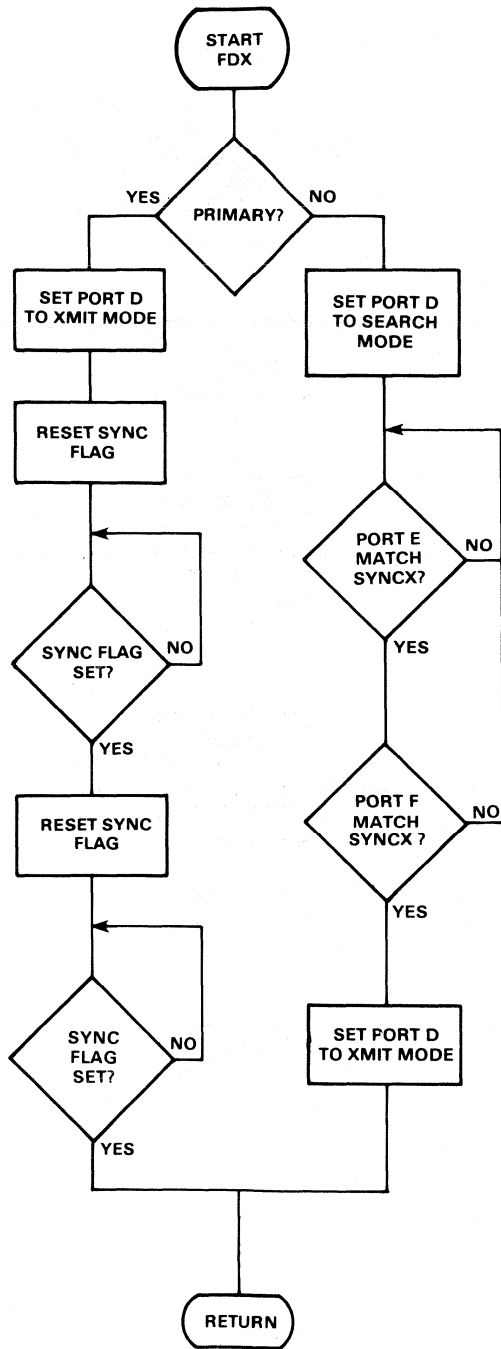 START
FDX
YES
PRIMARY?
NO
SET PORT D
TO XMIT MODE
RESET SYNC
FLAG
SYNC FLAG
SET?
NO
YES
RESET SYNC
FLAG
SYNC
FLAG
SET?
NO
YES
SET PORT D
TO SEARCH
MODE
PORT E
MATCH
SYNCX?
NO
YES
PORT F
MATCH
SYNCX ?
NO
YES
SET PORT D
TO XMIT MODE
RETURN